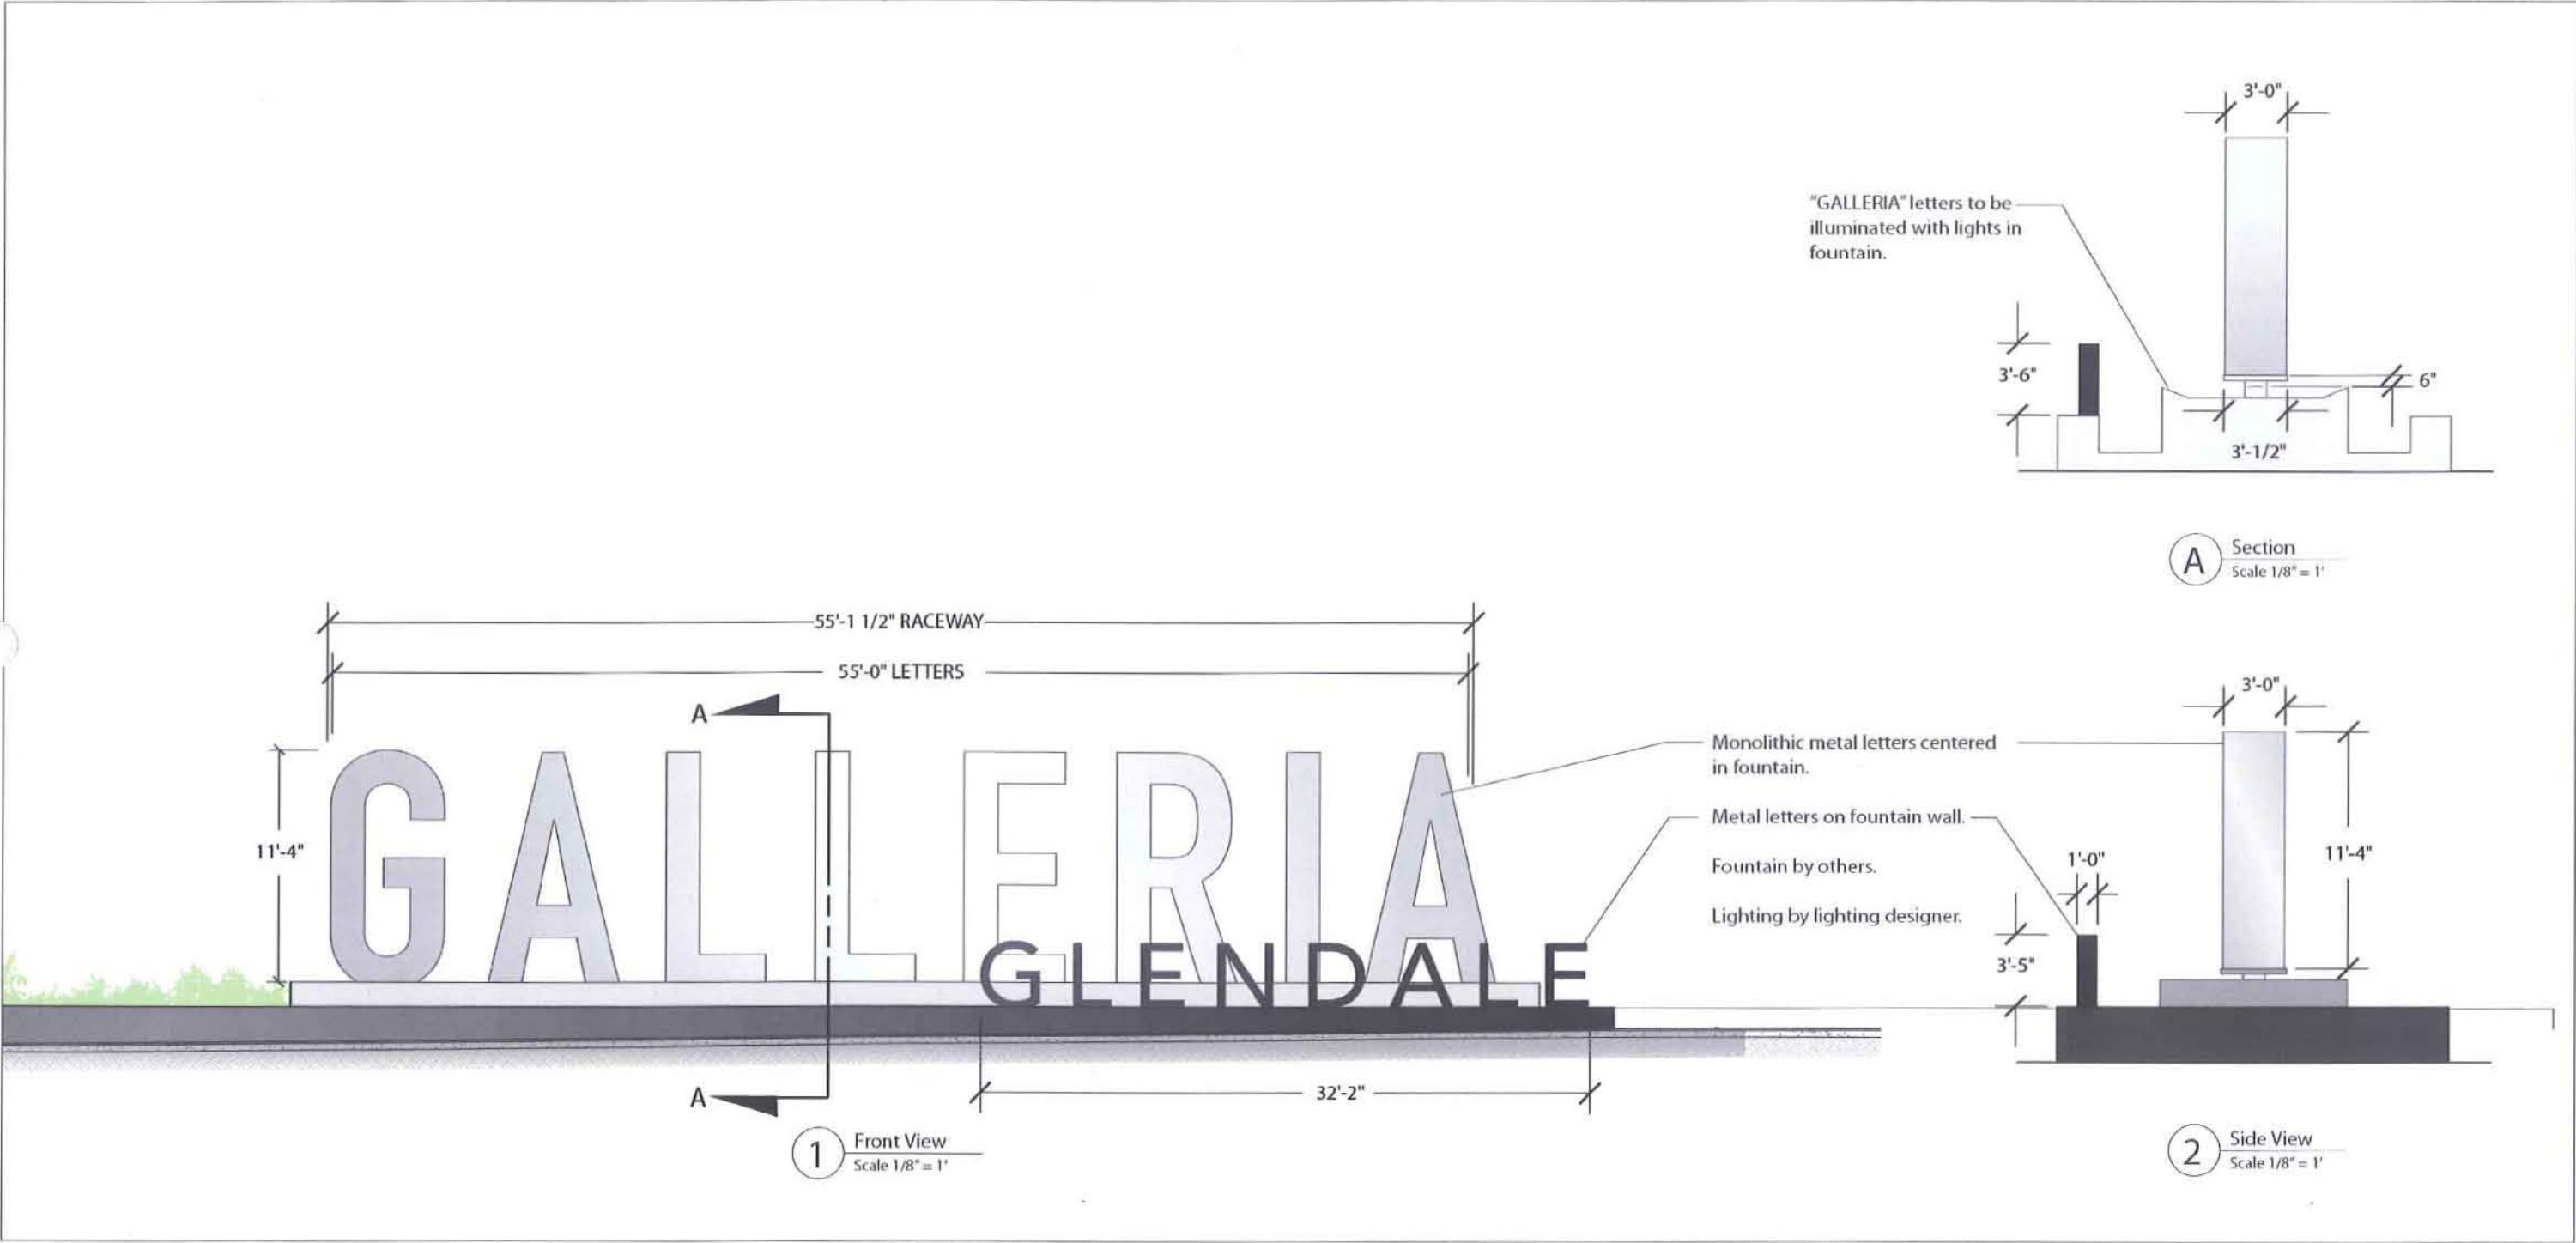 3'-0"
"GALLERIA" letters to be
illuminated with lights in
fountain.
3'-6"
6"
3'-1/2"
A
Section
Scale 1/8" = 1'
55'-1 1/2" RACEWAY
55'-0" LETTERS
A
3'-0"
GALLERIA
11'-4"
Monolithic metal letters centered
in fountain.
Metal letters on fountain wall.
Fountain by others.
Lighting by lighting designer.
1'-0"
11'-4"
3'-5"
GLENDALE
A
32'-2"
1
Front View
Scale 1/8" = 1'
2
Side View
Scale 1/8" = 1'